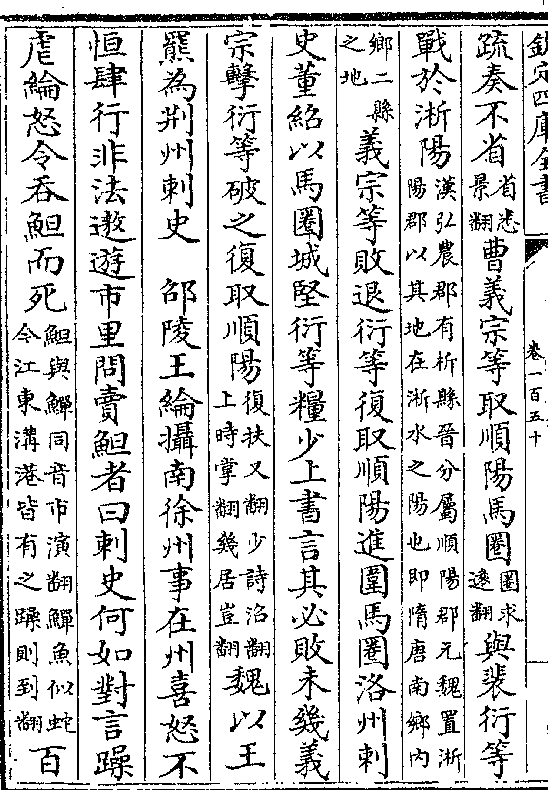 欽定四庫全書
卷一百五十
疏奏不省省悉景翻曹義宗等取順陽馬圈圈求遠翻與裴衍等
戰於淅陽漢弘農郡有析縣晉分屬順陽郡元魏置淅陽郡以其地在淅水之陽也即隋唐南鄉内
鄉二縣之地義宗等敗退衍等復取順陽進圍馬圈洛州刺
史董紹以馬圈城堅衍等糧少上書言其必敗未幾義
宗擊衍等破之復取順陽復扶又翻少詩沼翻上時掌翻幾居豈翻魏以王
羆為荆州刺史　邵陵王綸攝南徐州事在州喜怒不
恒肆行非法遨遊市里問賣䱇者曰刺史何如對言躁
虐綸怒令吞䱇而死䱇與鱓同音市演翻鱓魚似蛇今江東溝港皆有之躁則到翻百